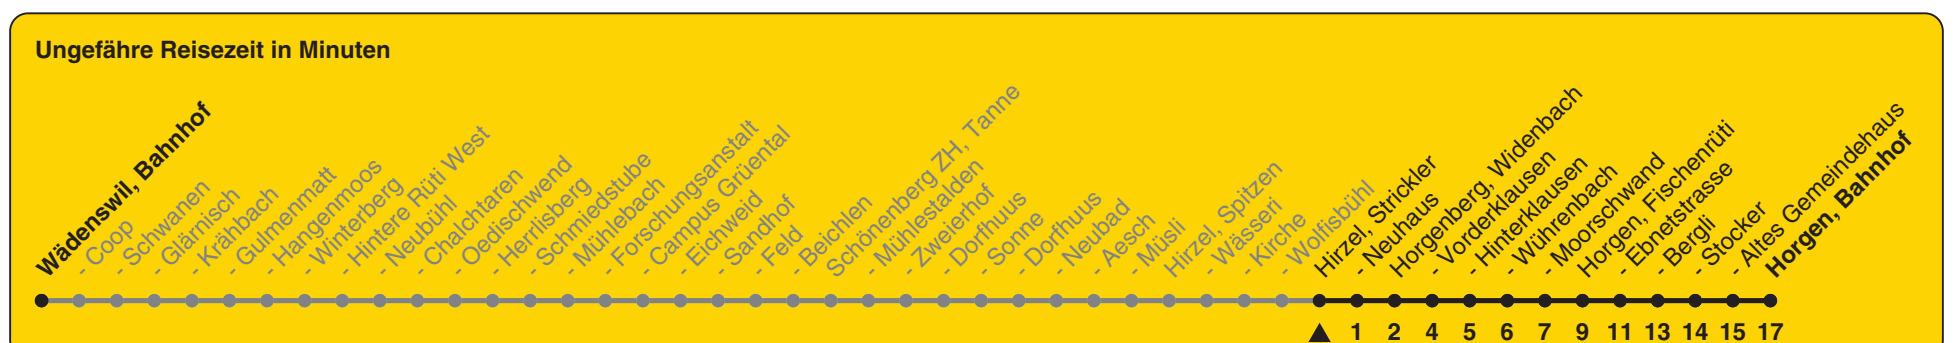 Ungefähre Reisezeit in Minuten
Wädenswil, Bahnhof
- Coop
- Schwanen
- Glärnisch
- Krähbach
- Gulmenmatt
- Hangenmoos
- Winterberg
- Hintere Rüti West
- Neubühl
- Chalchtaren
- Oedischwend
- Herrlisberg
- Schmriedstube
- Mühlebach
- Forschungsanstalt
- Campus Grüental
- Eichweid
- Sandhof
- Feld
- Beichlen
Schönenberg ZH, Tanne
- Mühlestalden
- Zweierhof
- Dorfhuus
- Sonne
- Dorfhuus
- Neubad
- Aesch
- Müsli
Hirzel, Spitzen
- Wässeri
- Kirche
- Wolfisbühl
Hirzel, Strickler
- Neuhaus
Horgenberg, Widenbach
- Vorderklausen
- Hinterklausen
- Wührenbach
- Moorschwand
Horgen, Fischenrüti
- Ebnetstrasse
- Bergli
- Stocker
- Altes Gemeindehaus
Horgen, Bahnhof
1 2 4 5 6 7 9 11 13 14 15 17